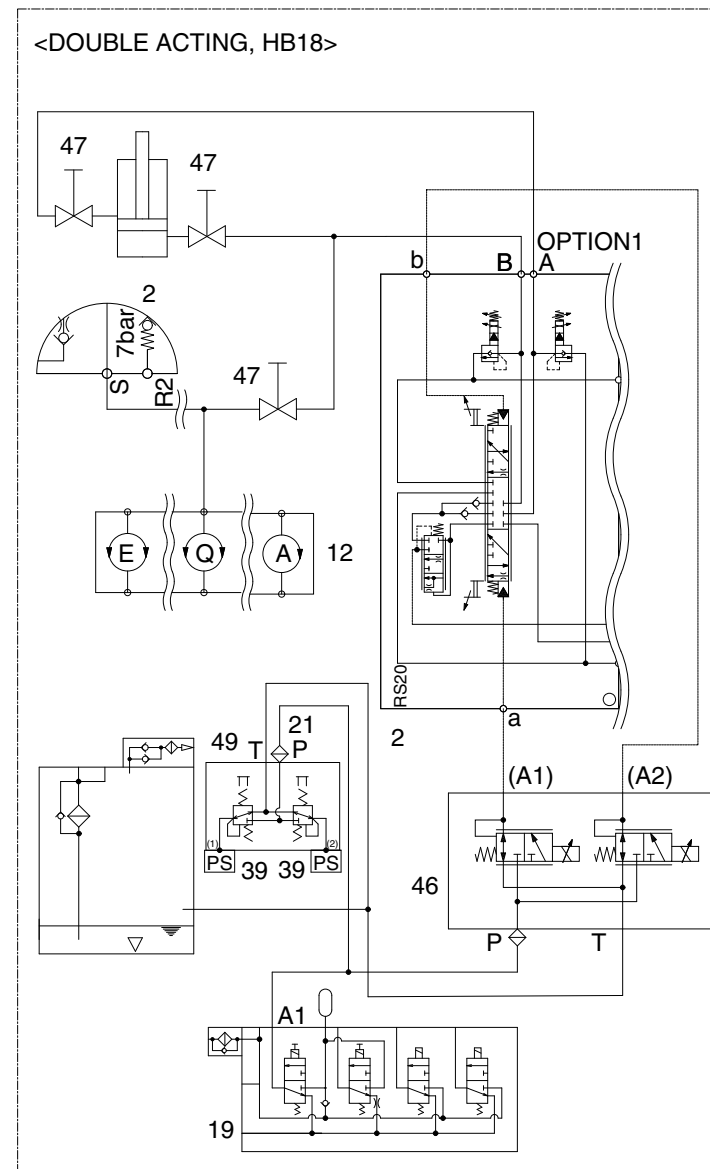 <DOUBLE ACTING, HB18>
47
47
OPTION1
b
B
A
2
7bar
S
R2
47
E
Q
A
12
RS20
2
a
49
T
21
P
(A1)
(A2)
(1)
(2)
PS
39
39
PS
46
P
T
A1
19